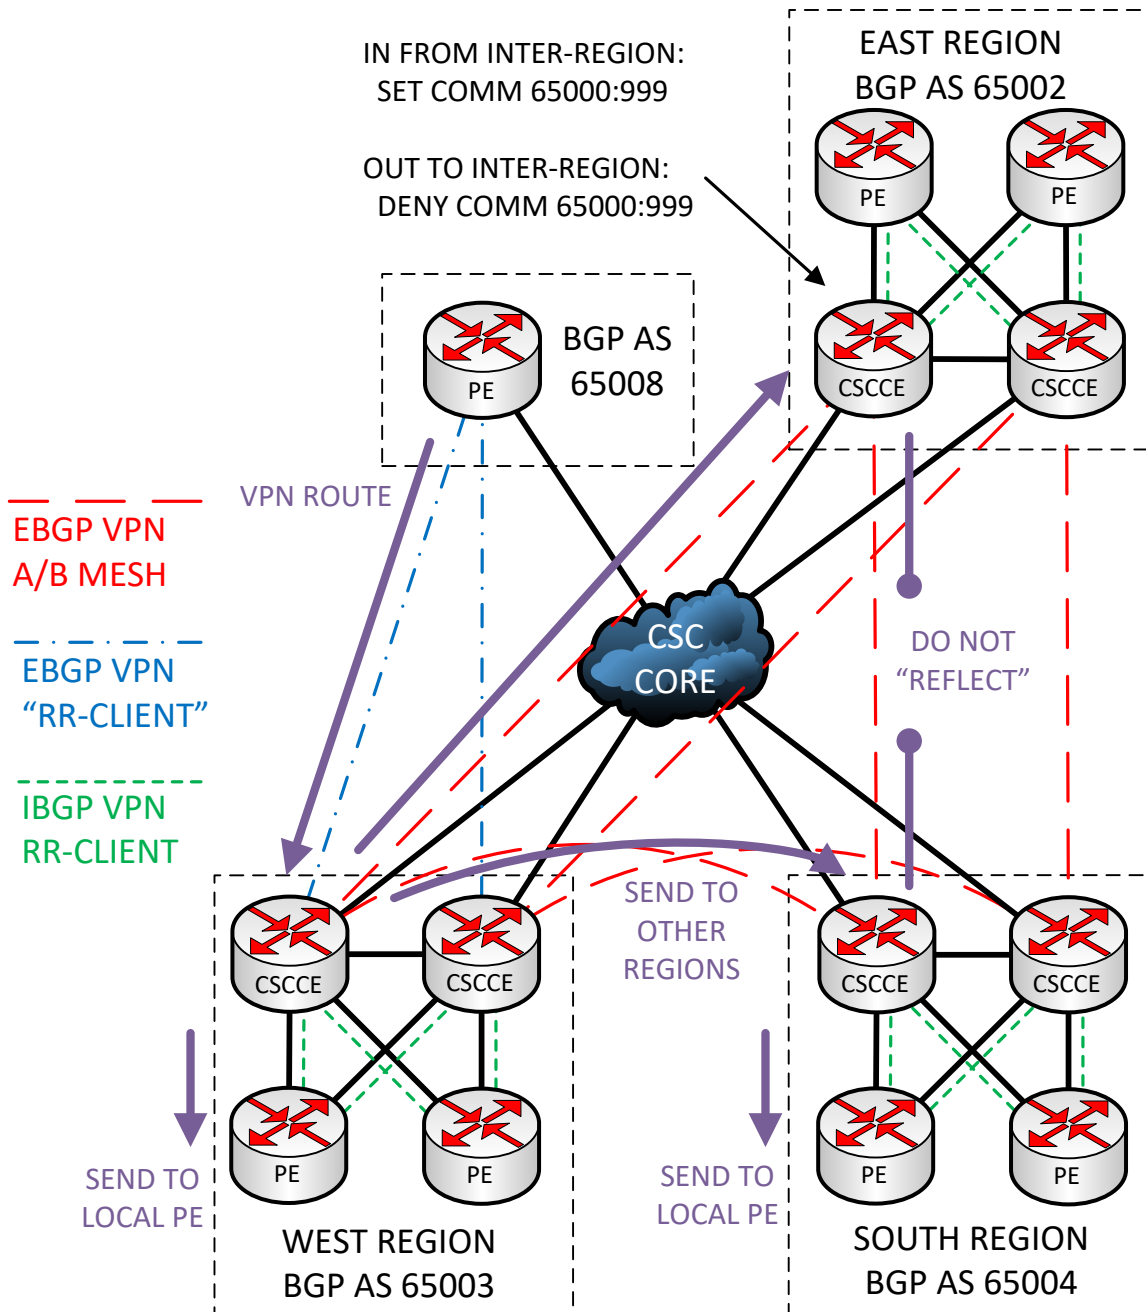 EAST REGION
BGP AS 65002
IN FROM INTER-REGION:
SET COMM 65000:999
OUT TO INTER-REGION:
DENY COMM 65000:999
PE
PE
CSCCE
CSCCE
BGP AS
65008
PE
VPN ROUTE
EBGP VPN
A/B MESH
EBGP VPN
“RR-CLIENT”
IBGP VPN
RR-CLIENT
CSC
CORE
DO NOT
“REFLECT”
SEND TO
OTHER
REGIONS
CSCCE
CSCCE
CSCCE
CSCCE
PE
PE
PE
PE
SEND TO
LOCAL PE
SEND TO
LOCAL PE
WEST REGION
BGP AS 65003
SOUTH REGION
BGP AS 65004